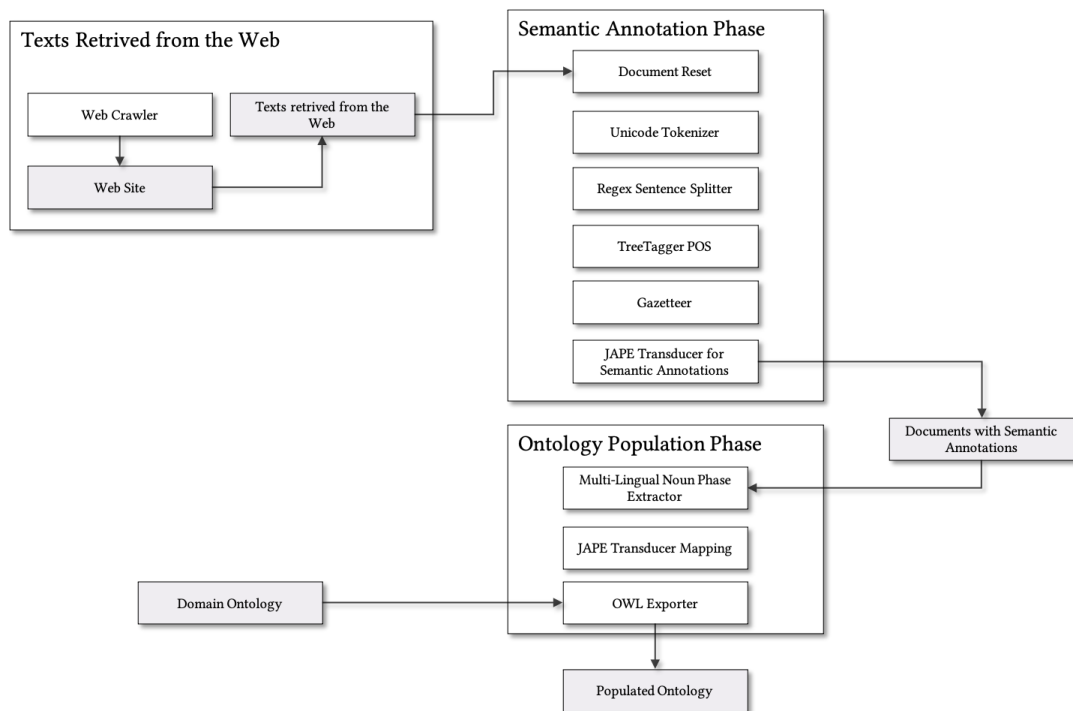 Texts Retrived from the Web
Web Crawler
Web Site
Texts retrived from the
Web
Semantic Annotation Phase
Document Reset
Unicode Tokenizer
Regex Sentence Splitter
TreeTagger POS
Gazetteer
JAPE Transducer for
Semantic Annotations
Documents with Semantic
Annotations
Ontology Population Phase
Multi-Lingual Noun Phase
Extractor
JAPE Transducer Mapping
Domain Ontology
OWL Exporter
Populated Ontology